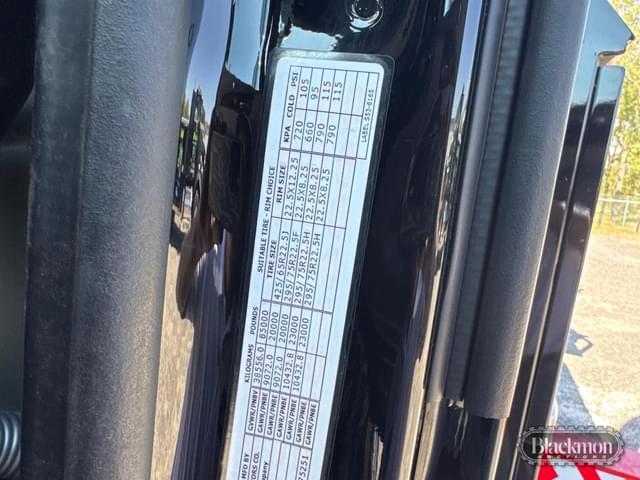 KILOGRAMS POUNDS SUITABLE TIRE - RIM CHOICE
GVWR/PNBE 38556.0 85000 TIRE SIZE RIM SIZE KPA COLD PSI
GAWR/PNBE 9072.0 20000 425/65R22.5J 22.5X12.25 720 105
GAWR/PNBE 9072.0 20000 295/75R22.5F 22.5X8.25 660 95
GAWR/PNBE 10432.8 23000 295/75R22.5H 22.5X8.25 790 115
75251 GAWR/PNBE 10432.8 23000 295/75R22.5H 22.5X8.25 790 115
Blackmon
AUCTIONS